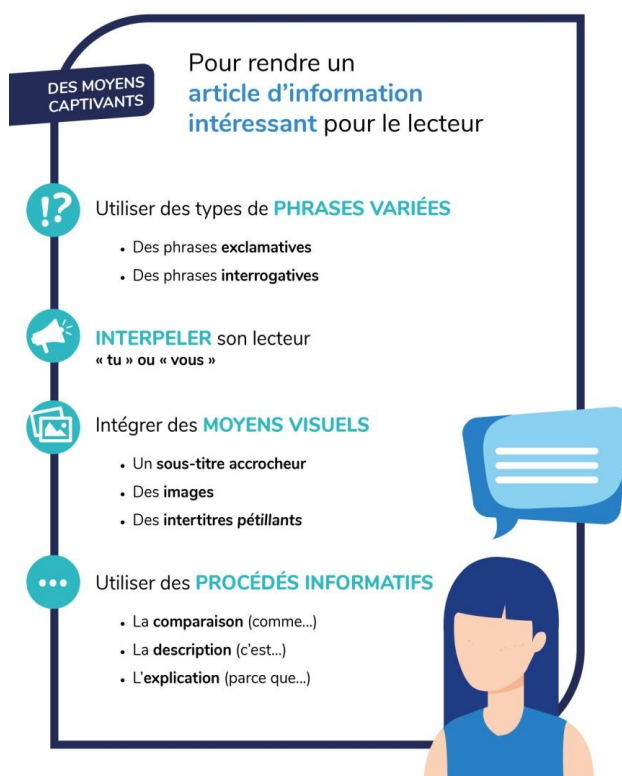 DES MOYENS
CAPTIVANTS
Pour rendre un
article d'information
intéressant pour le lecteur
!?
Utiliser des types de PHRASES VARIÉES
• Des phrases exclamatives
• Des phrases interrogatives
INTERPELER son lecteur
« tu » ou « vous »
Intégrer des MOYENS VISUELS
• Un sous-titre accrocheur
• Des images
• Des intertitres pétillants
Utiliser des PROCÉDÉS INFORMATIFS
• La comparaison (comme...)
• La description (c'est...)
• L'explication (parce que...)